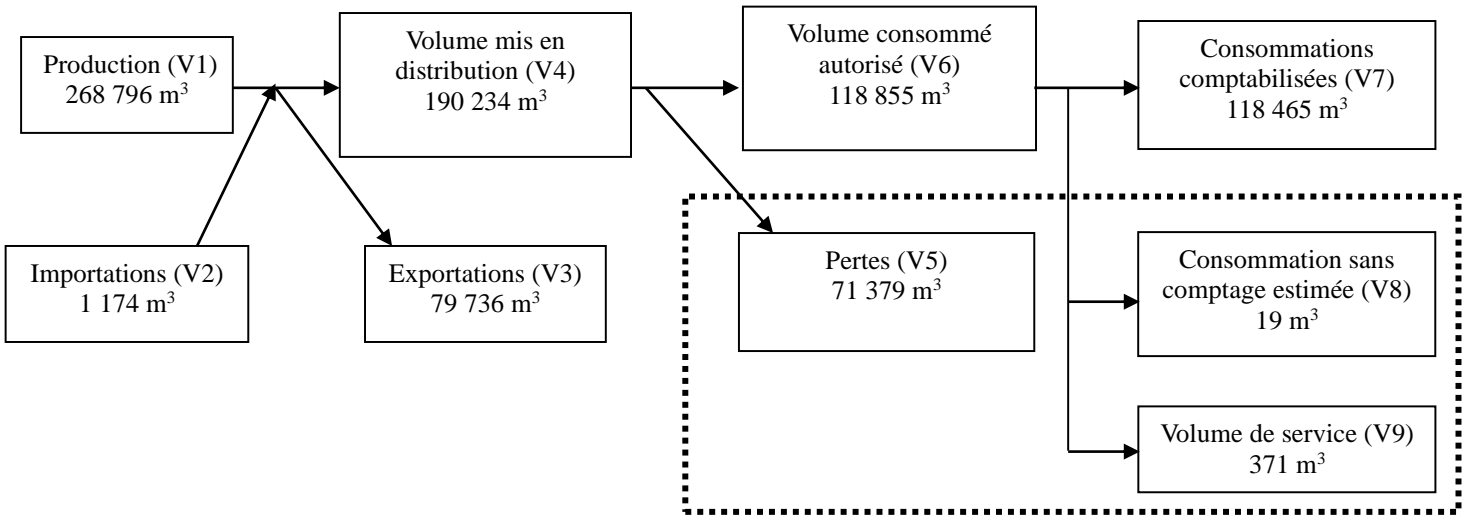 Production (V1)
268 796 m³
Volume mis en
distribution (V4)
190 234 m³
Volume consommé
autorisé (V6)
118 855 m³
Consommations
comptabilisées (V7)
118 465 m³
Importations (V2)
1 174 m³
Exportations (V3)
79 736 m³
Pertes (V5)
71 379 m³
Consommation sans
comptage estimée (V8)
19 m³
Volume de service (V9)
371 m³